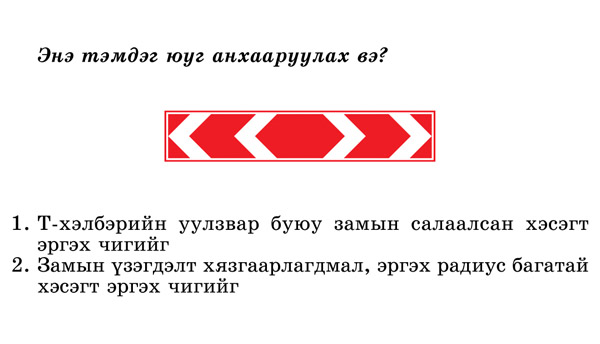 Энэ тэмдэг юуг анхааруулах вэ?
1. Т-хэлбэрийн уулзвар буюу замын салаалсан хэсэгт
эргэх чигийг
2. Замын үзэгдэлт хязгаарлагдмал, эргэх радиус багатай
хэсэгт эргэх чигийг